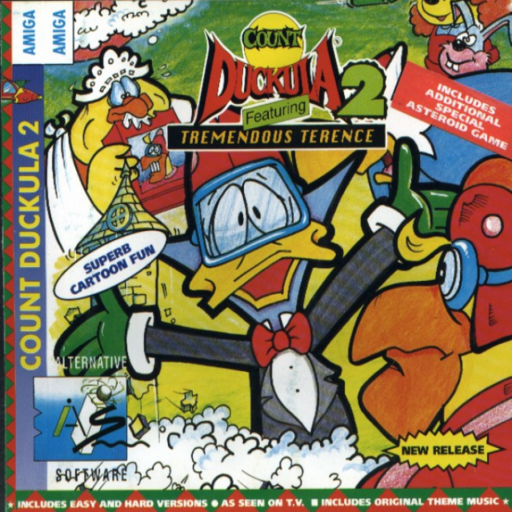 AMIGA
AMIGA
COUNT DUCKULA 2
COUNT
DUCKULA
2
Featuring
TREMENDOUS TERENCE
INCLUDES
ADDITIONAL
SPECIAL
ASTEROID GAME
SUPERB
CARTOON FUN
ALTERNATIVE
SOFTWARE
NEW RELEASE
★ INCLUDES EASY AND HARD VERSIONS ● AS SEEN ON T.V. ■ INCLUDES ORIGINAL THEME MUSIC ★